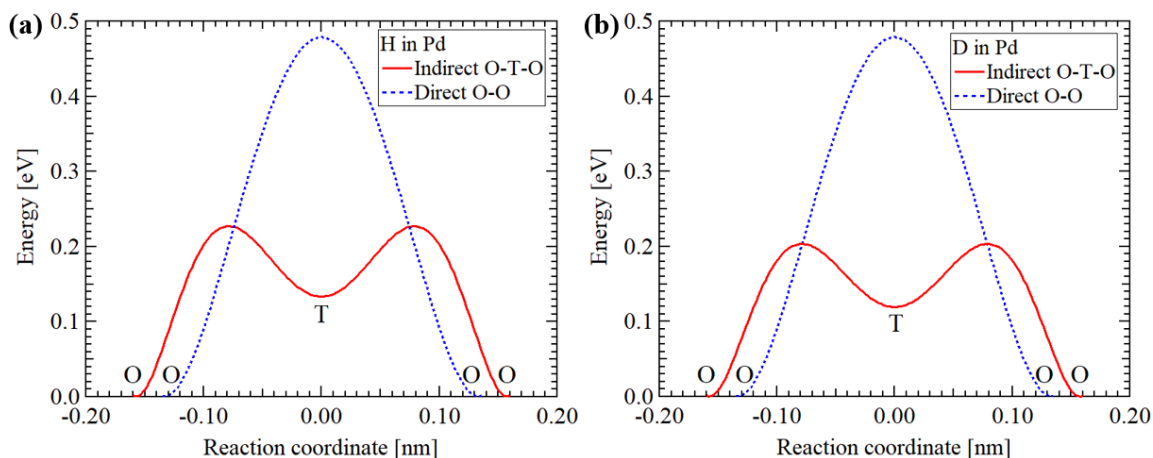 (a)
H in Pd
Indirect O-T-O
Direct O-O
Energy [eV]
0.5
0.4
0.3
0.2
0.1
0.0
T
O O O O
-0.20 -0.10 0.00 0.10 0.20
Reaction coordinate [nm]
(b)
D in Pd
Indirect O-T-O
Direct O-O
Energy [eV]
0.5
0.4
0.3
0.2
0.1
0.0
T
O O O O
-0.20 -0.10 0.00 0.10 0.20
Reaction coordinate [nm]